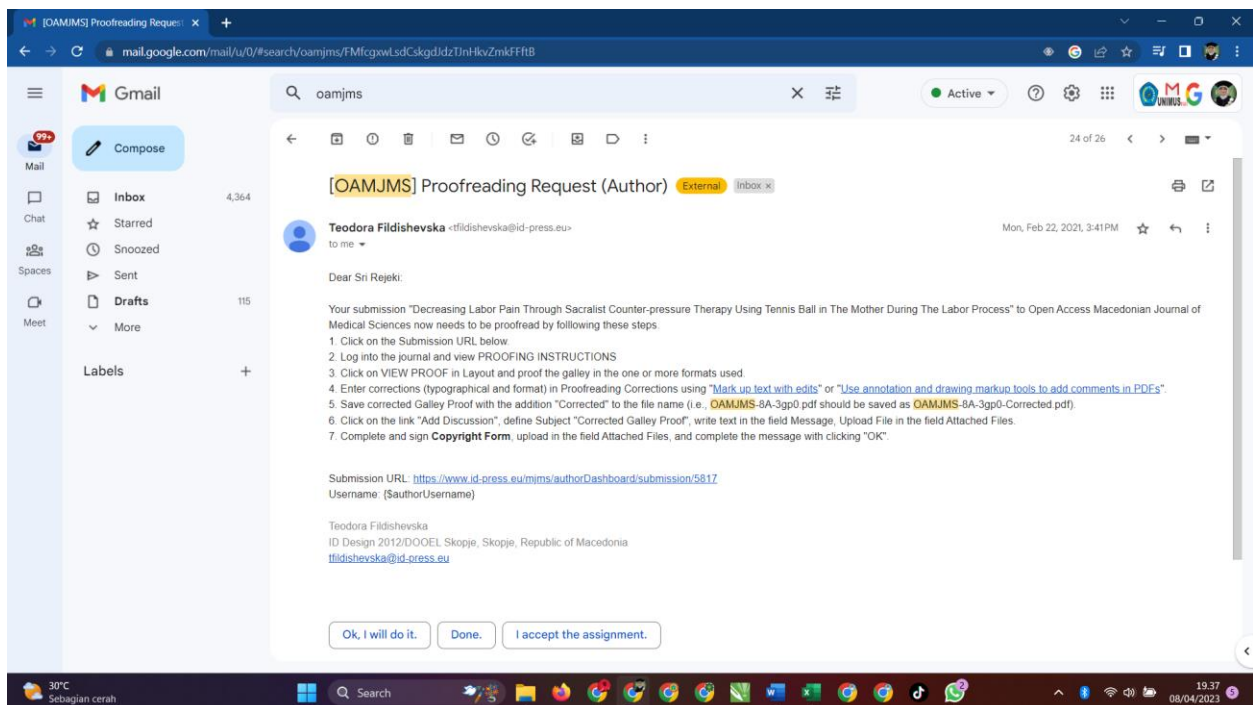 [OAMJMS] Proofreading Request
mail.google.com/mail/u/0/#search/oamjms/FMfcgxwLsdCskgdJdzTJnHkvZmkFFftB
Gmail
oamjms
Active
UNIMUS
99+
Mail
Compose
24 of 26
Inbox 4,364
Chat
Starred
Snoozed
Spaces
Sent
Drafts 115
Meet
More
Labels
[OAMJMS] Proofreading Request (Author) External Inbox x
Teodora Fildishevska <tfildishevska@id-press.eu>
Mon, Feb 22, 2021, 3:41 PM
to me
Dear Sri Rejeki:
Your submission "Decreasing Labor Pain Through Sacralist Counter-pressure Therapy Using Tennis Ball in The Mother During The Labor Process" to Open Access Macedonian Journal of
Medical Sciences now needs to be proofread by folllowing these steps.
1. Click on the Submission URL below.
2. Log into the journal and view PROOFING INSTRUCTIONS
3. Click on VIEW PROOF in Layout and proof the galley in the one or more formats used.
4. Enter corrections (typographical and format) in Proofreading Corrections using "Mark up text with edits" or "Use annotation and drawing markup tools to add comments in PDFs".
5. Save corrected Galley Proof with the addition "Corrected" to the file name (i.e., OAMJMS-8A-3gp0.pdf should be saved as OAMJMS-8A-3gp0-Corrected.pdf).
6. Click on the link "Add Discussion", define Subject "Corrected Galley Proof", write text in the field Message, Upload File in the field Attached Files.
7. Complete and sign Copyright Form, upload in the field Attached Files, and complete the message with clicking "OK".
Submission URL: https://www.id-press.eu/mjms/authorDashboard/submission/5817
Username: {$authorUsername}
Teodora Fildishevska
ID Design 2012/DOOEL Skopje, Skopje, Republic of Macedonia
tfildishevska@id-press.eu
Ok, I will do it.
Done.
I accept the assignment.
30°C
Sebagian cerah
Search
2
19.37
08/04/2023
5